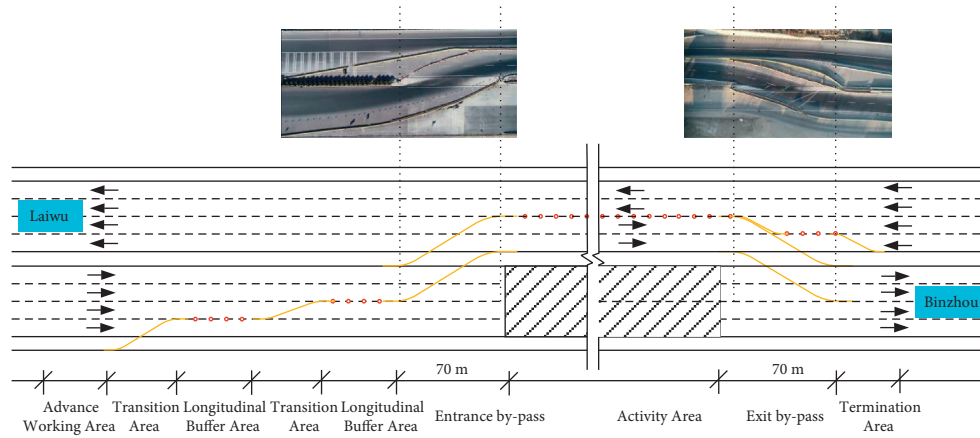 Laiwu
Binzhou
70 m
70 m
Advance
Working Area
Transition
Area
Longitudinal
Buffer Area
Transition
Area
Longitudinal
Buffer Area
Entrance by-pass
Activity Area
Exit by-pass
Termination
Area